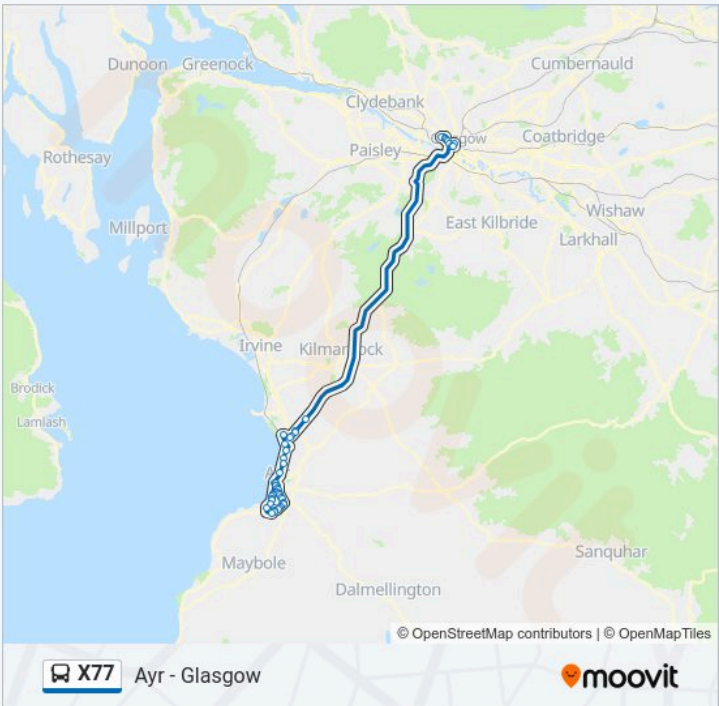 Dunoon Greenock
Cumbernauld
Clydebank
Glasgow
Coatbridge
Paisley
Rothesay
Wishaw
East Kilbride
Millport
Larkhall
Irvine
Kilmarnock
Brodick
Lamlash
Maybole
Sanquhar
Dalmellington
© OpenStreetMap contributors | © OpenMapTiles
X77 Ayr - Glasgow
moovit